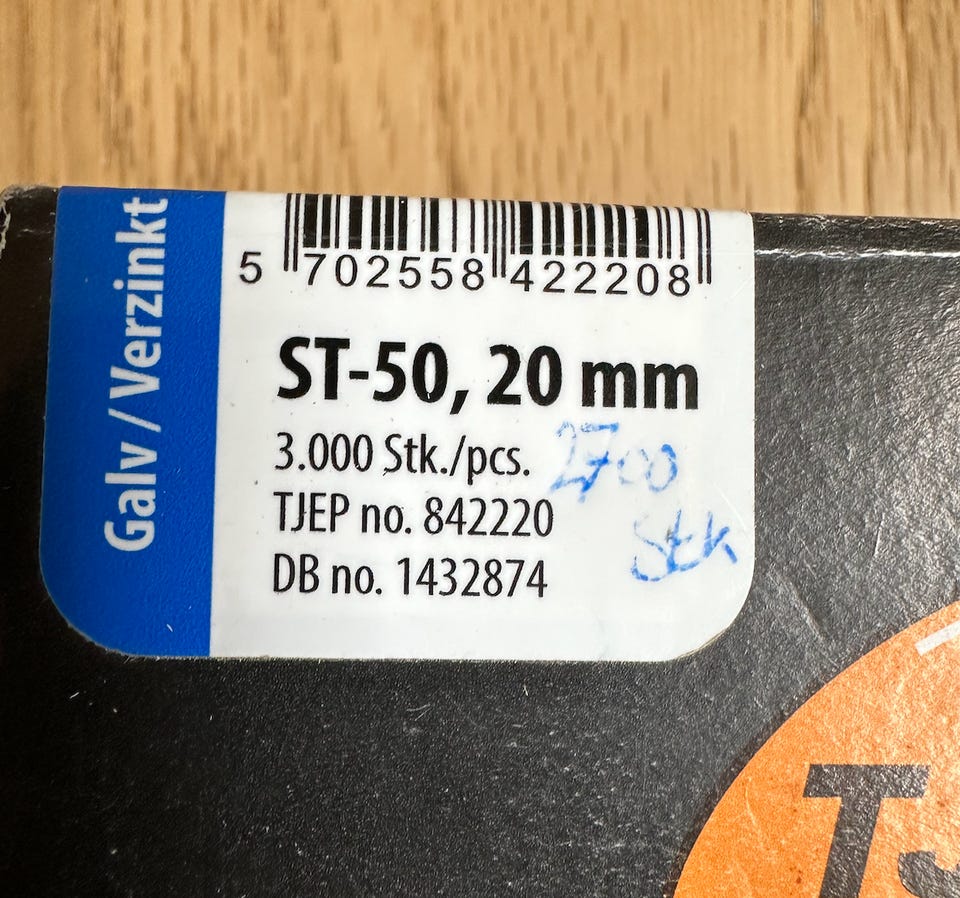 Galv / Verzinkt
5 702558 422208
ST-50, 20 mm
3.000 Stk./pcs. 2700
TJEP no. 842220 Stk
DB no. 1432874
TJ